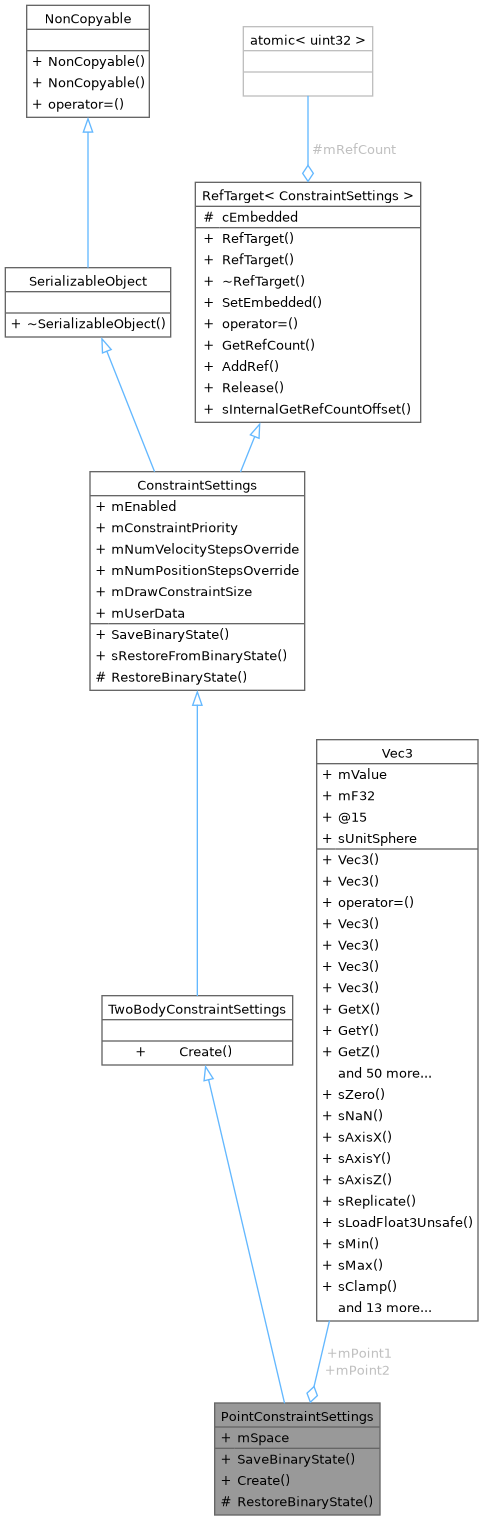 NonCopyable
+ NonCopyable()
+ NonCopyable()
+ operator=()
atomic< uint32 >
#mRefCount
RefTarget< ConstraintSettings >
# cEmbedded
+ RefTarget()
+ RefTarget()
+ ~RefTarget()
+ SetEmbedded()
+ operator=()
+ GetRefCount()
+ AddRef()
+ Release()
+ sInternalGetRefCountOffset()
SerializableObject
+ ~SerializableObject()
ConstraintSettings
+ mEnabled
+ mConstraintPriority
+ mNumVelocityStepsOverride
+ mNumPositionStepsOverride
+ mDrawConstraintSize
+ mUserData
+ SaveBinaryState()
+ sRestoreFromBinaryState()
# RestoreBinaryState()
Vec3
+ mValue
+ mF32
+ @15
+ sUnitSphere
+ Vec3()
+ Vec3()
+ operator=()
+ Vec3()
+ Vec3()
+ Vec3()
+ Vec3()
+ GetX()
+ GetY()
+ GetZ()
and 50 more...
+ sZero()
+ sNaN()
+ sAxisX()
+ sAxisY()
+ sAxisZ()
+ sReplicate()
+ sLoadFloat3Unsafe()
+ sMin()
+ sMax()
+ sClamp()
and 13 more...
TwoBodyConstraintSettings
+ Create()
+mPoint1
+mPoint2
PointConstraintSettings
+ mSpace
+ SaveBinaryState()
+ Create()
# RestoreBinaryState()